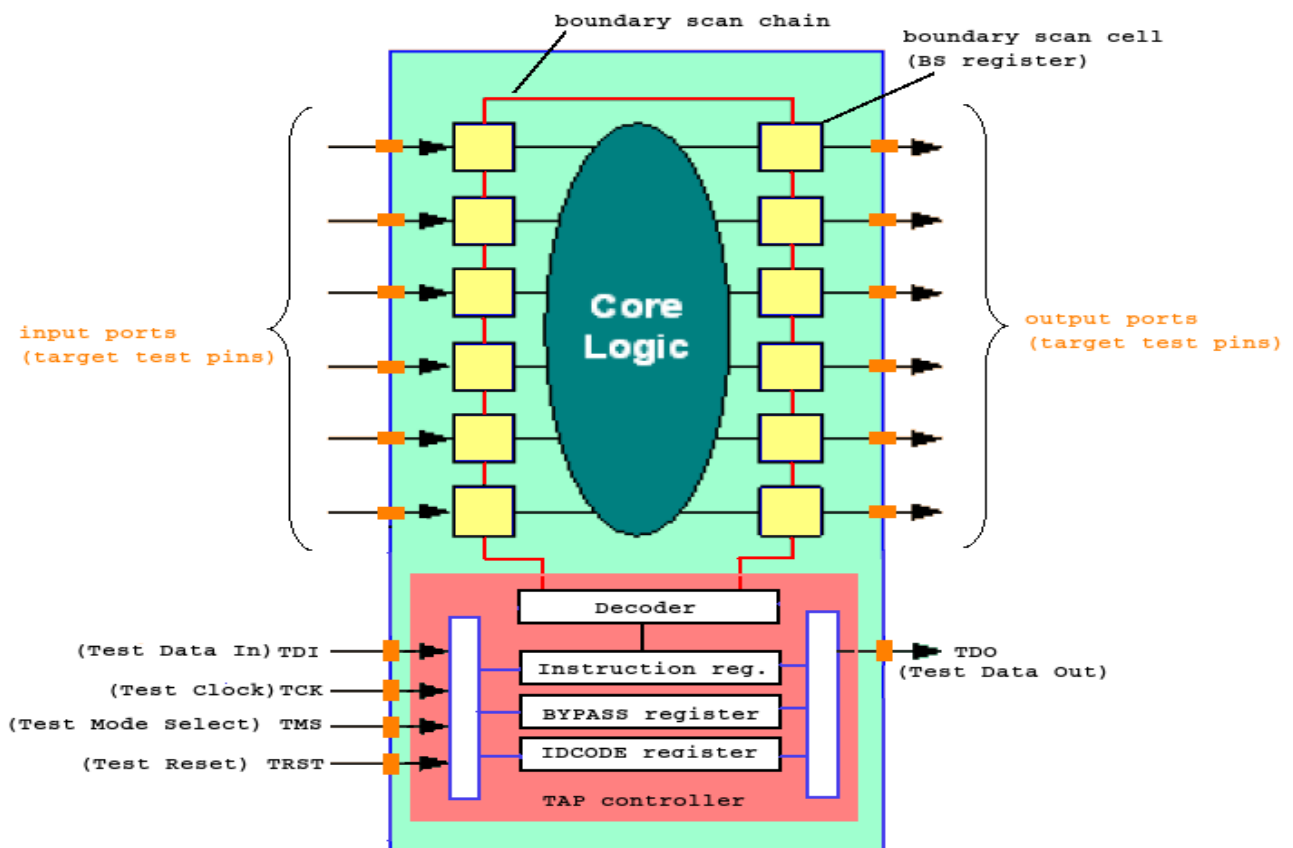 boundary scan chain
boundary scan cell
(BS register)
input ports
(target test pins)
Core
Logic
output ports
(target test pins)
Decoder
(Test Data In) TDI
Instruction reg.
TDO
(Test Data Out)
(Test Clock) TCK
BYPASS register
(Test Mode Select) TMS
IDCODE register
(Test Reset) TRST
TAP controller